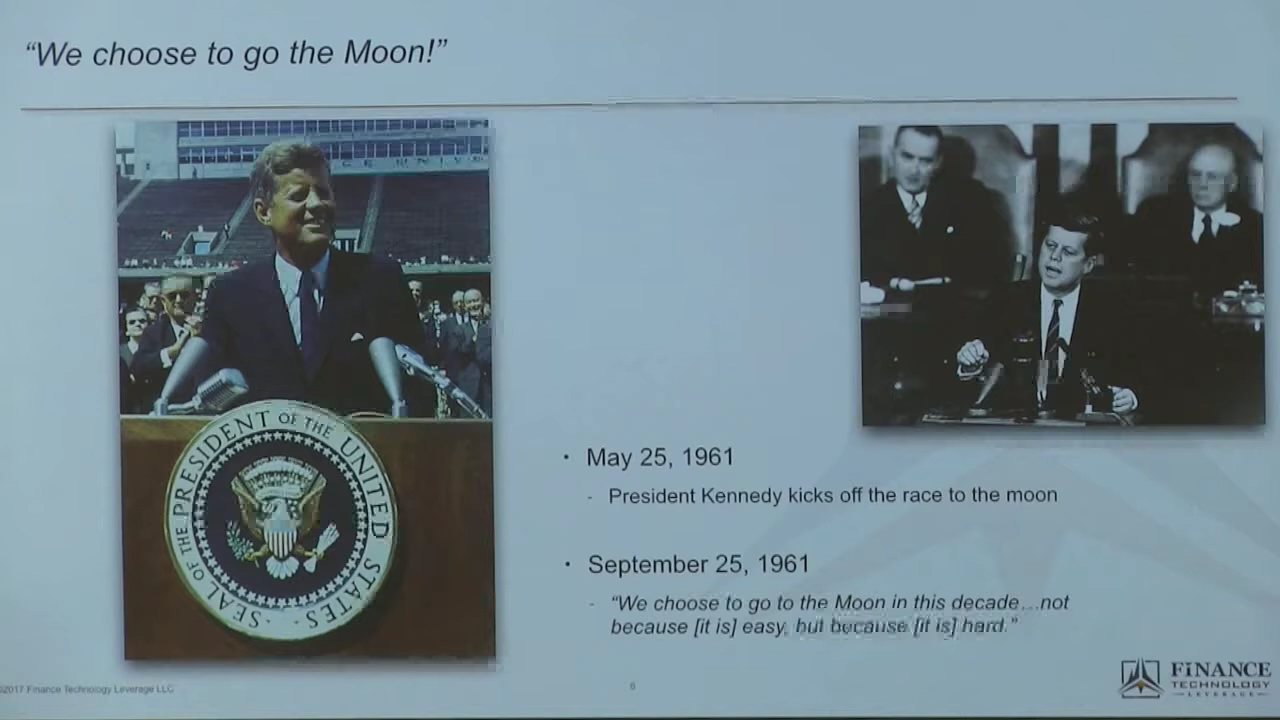 “We choose to go the Moon!”
SEAL OF THE PRESIDENT OF THE UNITED STATES
• May 25, 1961
- President Kennedy kicks off the race to the moon
• September 25, 1961
- “We choose to go to the Moon in this decade…not
because [it is] easy, but because [it is] hard.”
©2017 Finance Technology Leverage LLC
6
FINANCE
TECHNOLOGY
LEVERAGE